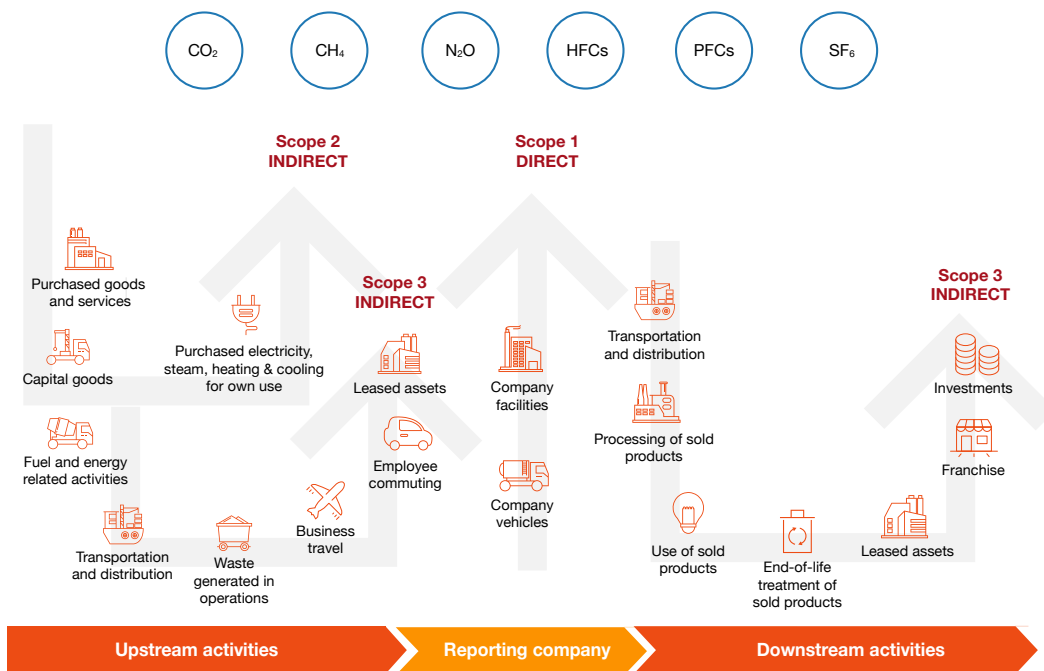 CO₂
CH₄
N₂O
HFCs
PFCs
SF₆
Scope 2
INDIRECT
Scope 1
DIRECT
Scope 3
INDIRECT
Scope 3
INDIRECT
Purchased goods
and services
Capital goods
Fuel and energy
related activities
Transportation
and distribution
Waste
generated in
operations
Business
travel
Purchased electricity,
steam, heating & cooling
for own use
Leased assets
Employee
commuting
Company
facilities
Company
vehicles
Transportation
and distribution
Processing of sold
products
Use of sold
products
End-of-life
treatment of
sold products
Leased assets
Investments
Franchise
Upstream activities
Reporting company
Downstream activities